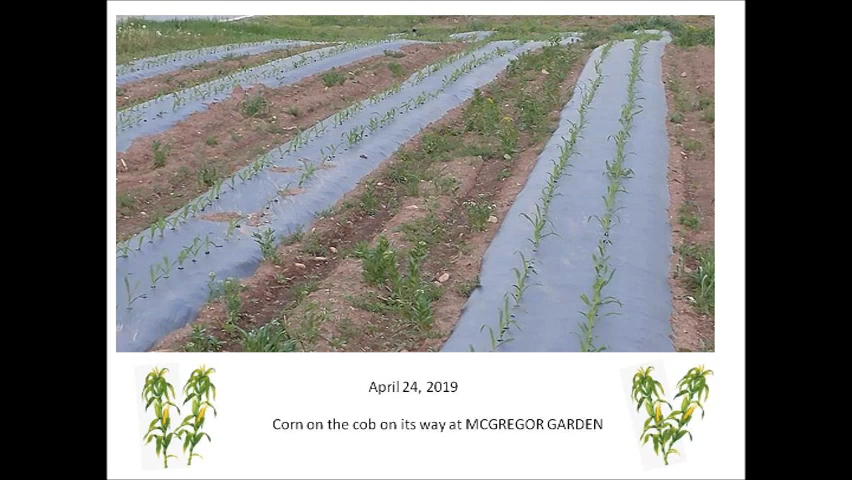 April 24, 2019
Corn on the cob on its way at MCGREGOR GARDEN